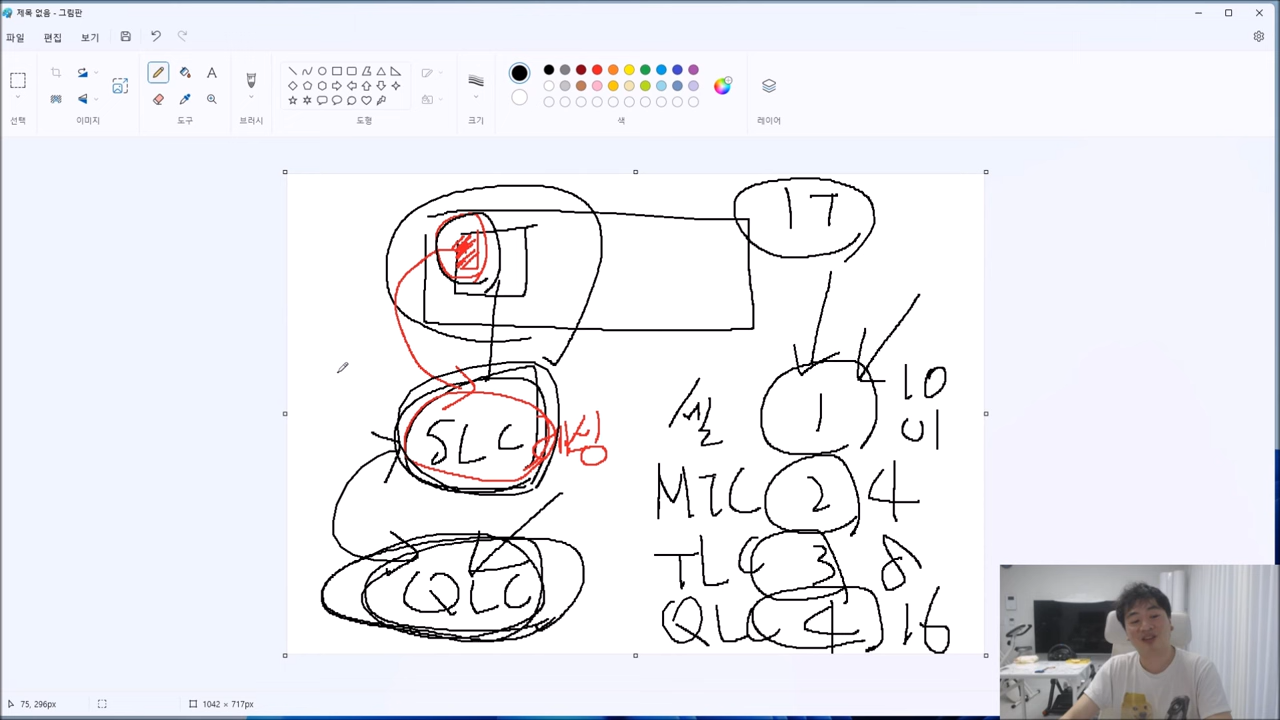 제목 없음 - 그림판
파일 편집 보기
선택 이미지 도구 브러시 도형 크기 색 레이어
1T
SLC
캐싱
QLC
셀 1 10
01
MLC 2 4
TLC 3 8
QLC 4 16
75, 296px
1042 × 717px